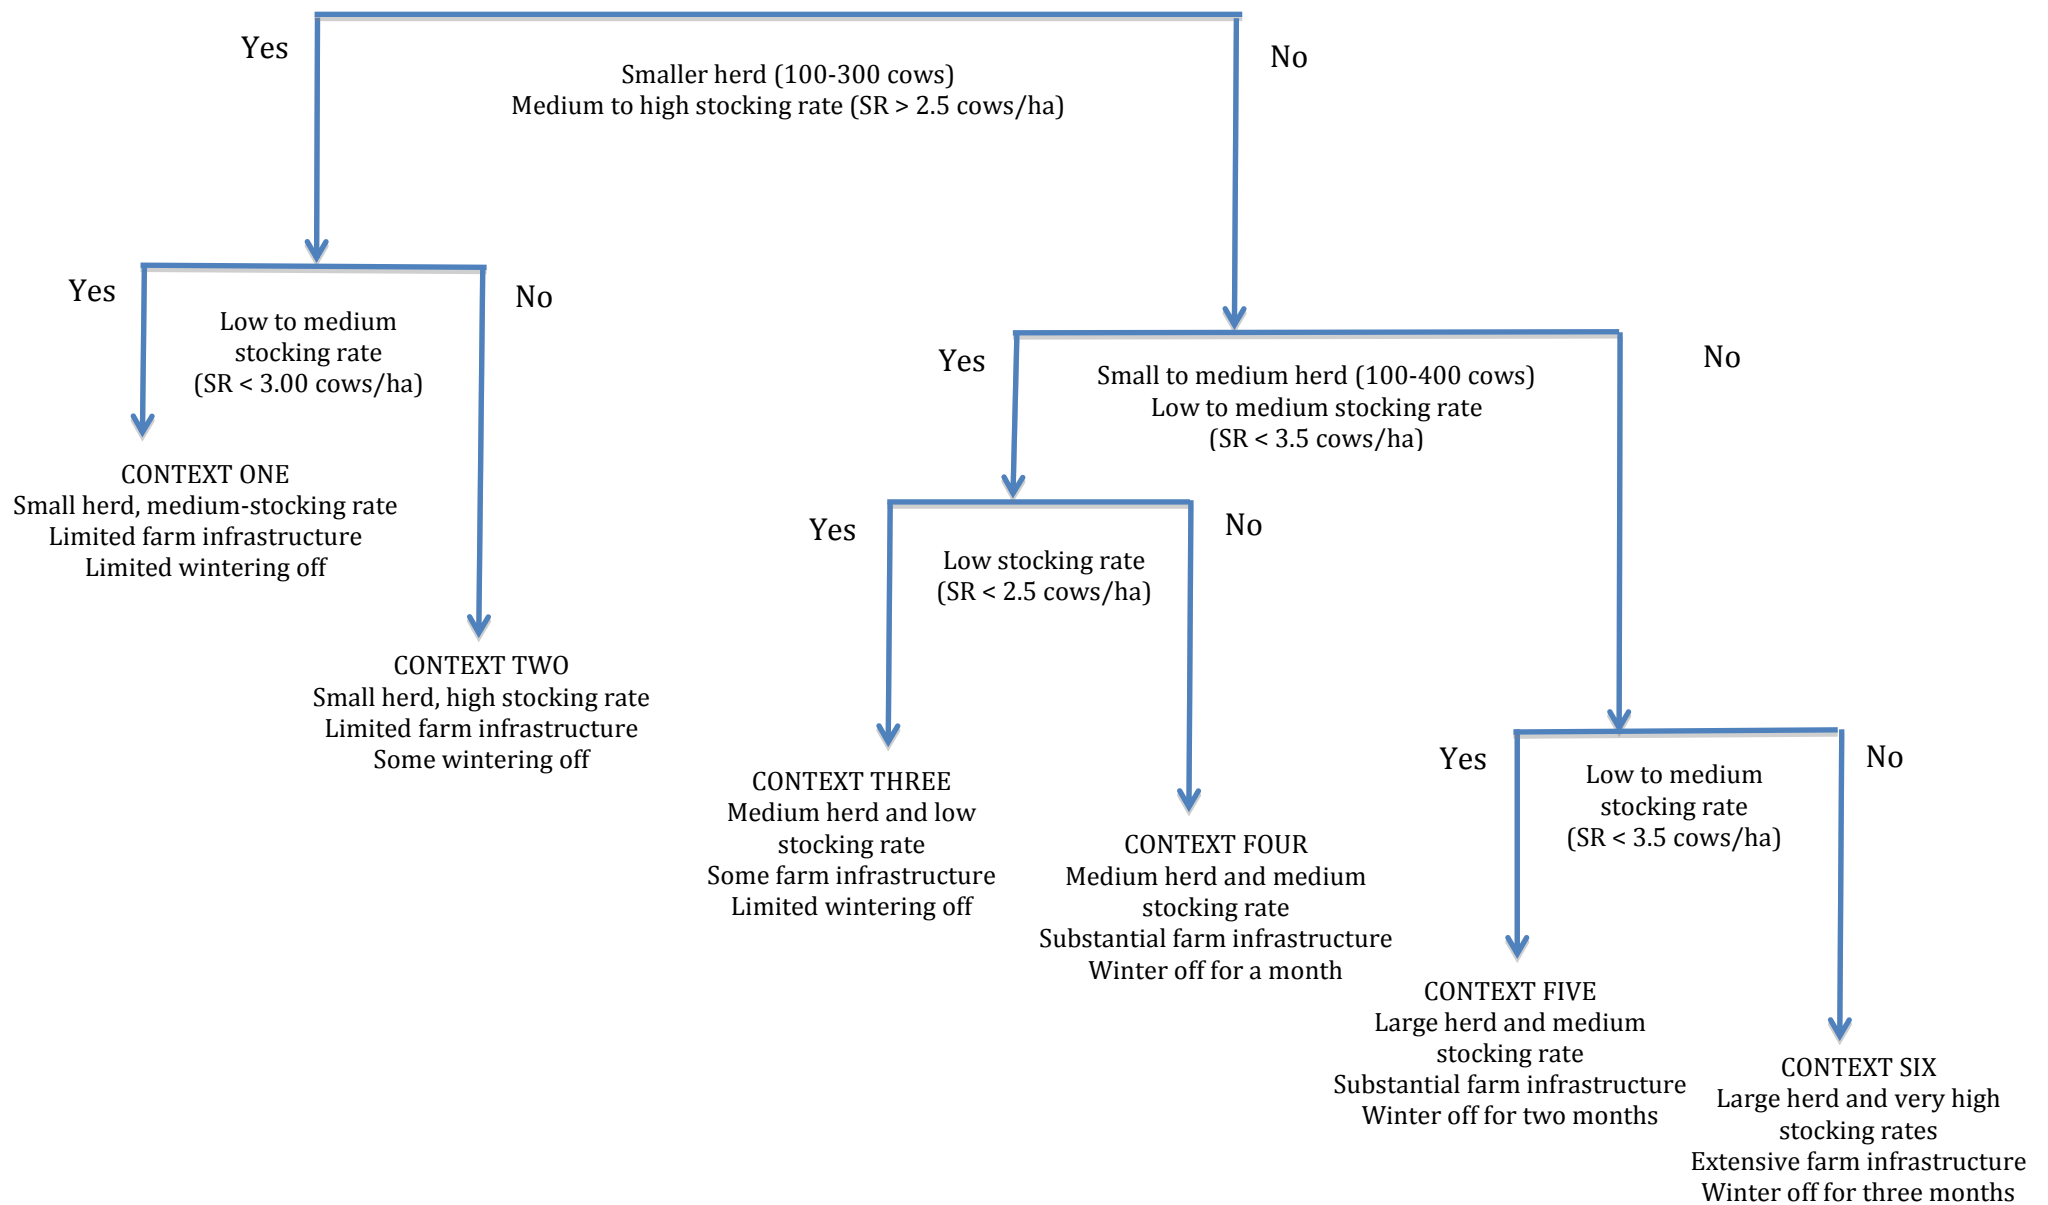 Yes
No
Smaller herd (100-300 cows)
Medium to high stocking rate (SR > 2.5 cows/ha)
Yes
No
Low to medium
stocking rate
(SR < 3.00 cows/ha)
Yes
No
Small to medium herd (100-400 cows)
Low to medium stocking rate
(SR < 3.5 cows/ha)
CONTEXT ONE
Small herd, medium-stocking rate
Limited farm infrastructure
Limited wintering off
Yes
No
Low stocking rate
(SR < 2.5 cows/ha)
CONTEXT TWO
Small herd, high stocking rate
Limited farm infrastructure
Some wintering off
Yes
No
Low to medium
stocking rate
(SR < 3.5 cows/ha)
CONTEXT THREE
Medium herd and low
stocking rate
Some farm infrastructure
Limited wintering off
CONTEXT FOUR
Medium herd and medium
stocking rate
Substantial farm infrastructure
Winter off for a month
CONTEXT FIVE
Large herd and medium
stocking rate
Substantial farm infrastructure
Winter off for two months
CONTEXT SIX
Large herd and very high
stocking rates
Extensive farm infrastructure
Winter off for three months